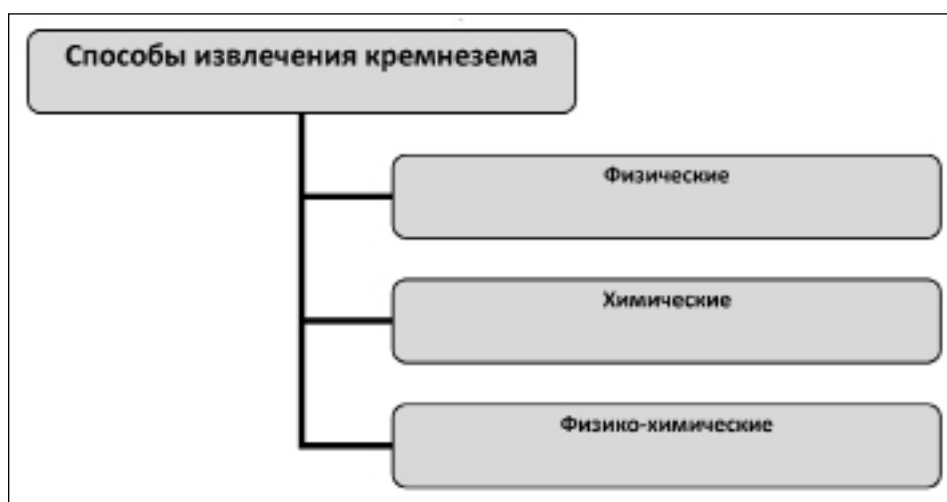 Способы извлечения кремнезема
Физические
Химические
Физико-химические